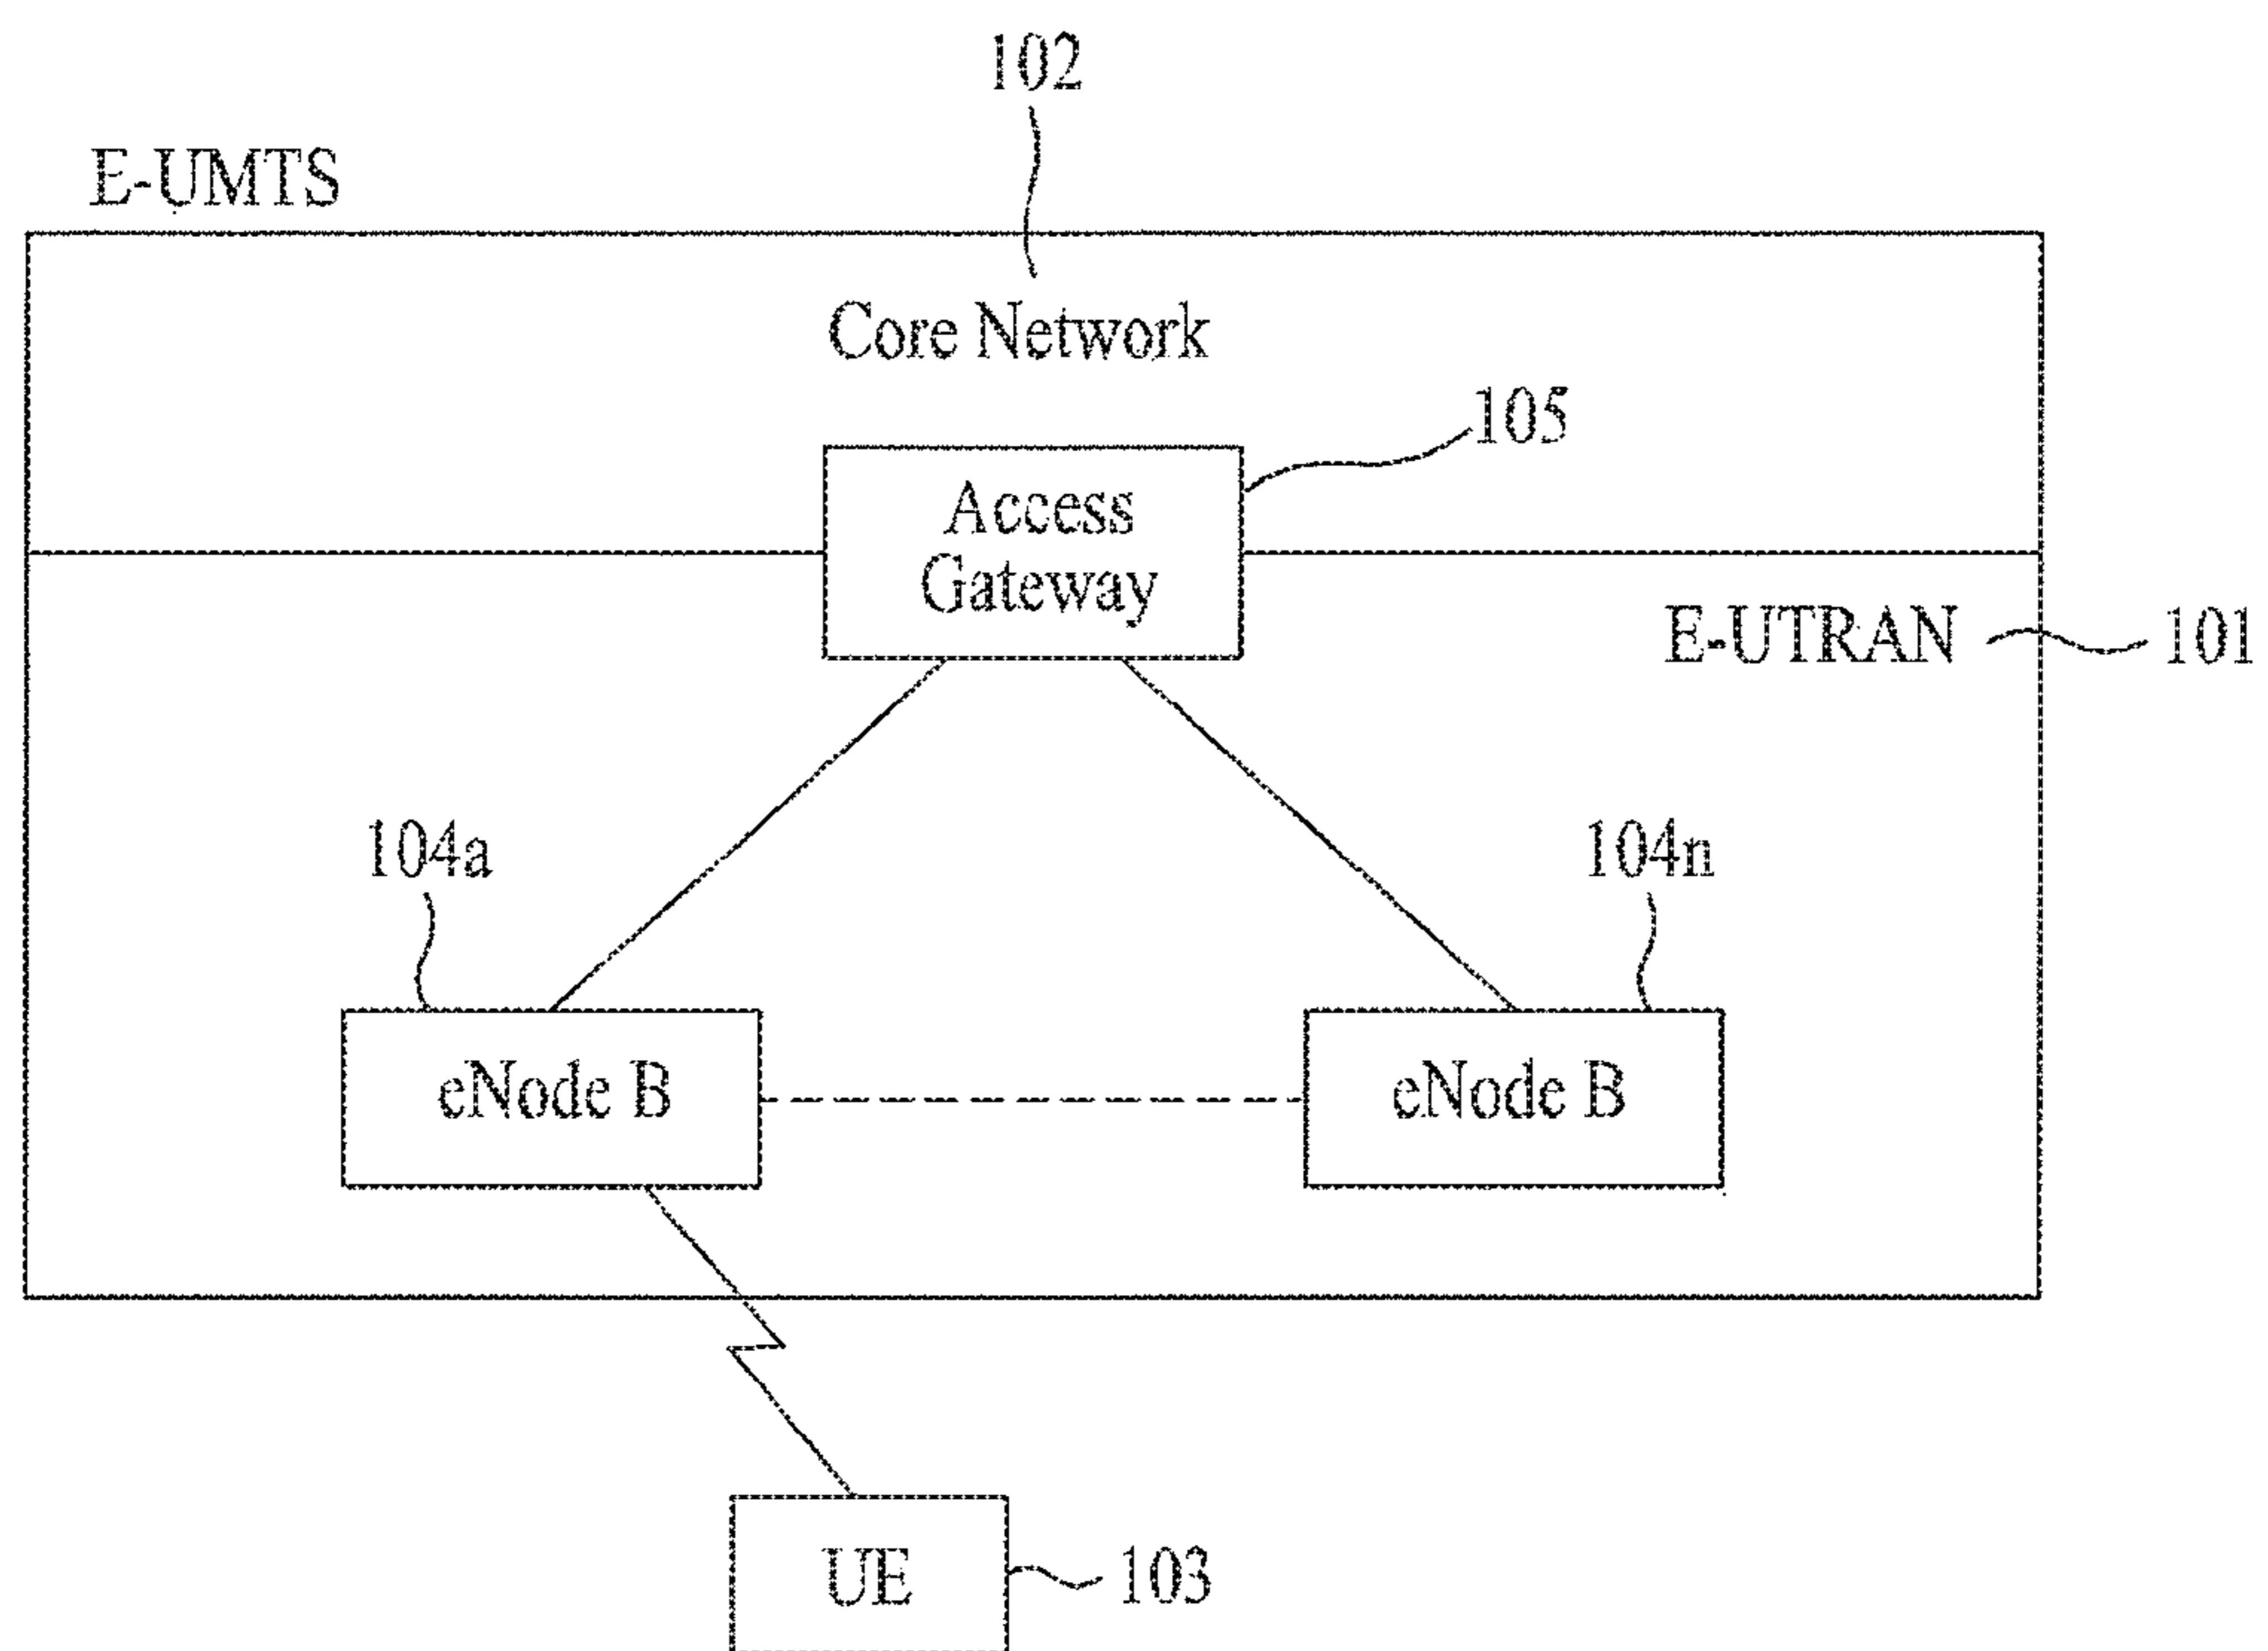 102
E-UMTS
Core Network
105
Access
Gateway
E-UTRAN
101
104a
104n
eNode B
eNode B
UE
103